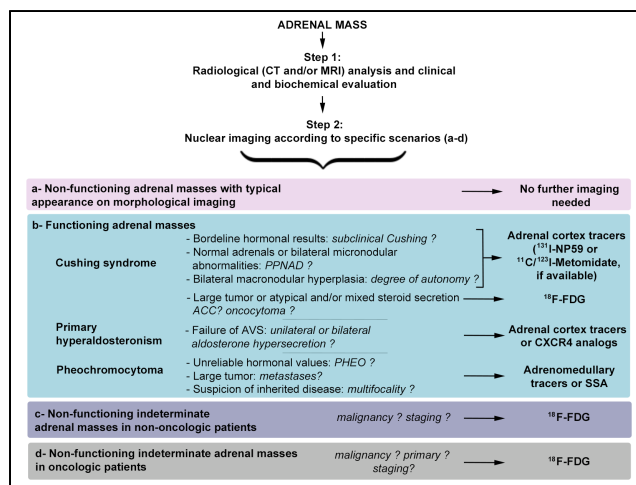 ADRENAL MASS
Step 1:
Radiological (CT and/or MRI) analysis and clinical
and biochemical evaluation
Step 2:
Nuclear imaging according to specific scenarios (a-d)
a- Non-functioning adrenal masses with typical
appearance on morphological imaging
No further imaging
needed
b- Functioning adrenal masses
Cushing syndrome
- Bordeline hormonal results: subclinical Cushing ?
- Normal adrenals or bilateral micronodular
abnormalities: PPNAD ?
- Bilateral macronodular hyperplasia: degree of autonomy ?
Adrenal cortex tracers
(¹³¹I-NP59 or
¹¹C/¹²³I-Metomidate,
if available)
- Large tumor or atypical and/or mixed steroid secretion
ACC? oncocytoma ?
¹⁸F-FDG
Primary
hyperaldosteronism
- Failure of AVS: unilateral or bilateral
aldosterone hypersecretion ?
Adrenal cortex tracers
or CXCR4 analogs
Pheochromocytoma
- Unreliable hormonal values: PHEO ?
- Large tumor: metastases?
- Suspicion of inherited disease: multifocality ?
Adrenomedullary
tracers or SSA
c- Non-functioning indeterminate
adrenal masses in non-oncologic patients
malignancy ? staging ?
¹⁸F-FDG
d- Non-functioning indeterminate adrenal masses
in oncologic patients
malignancy ? primary ?
staging?
¹⁸F-FDG